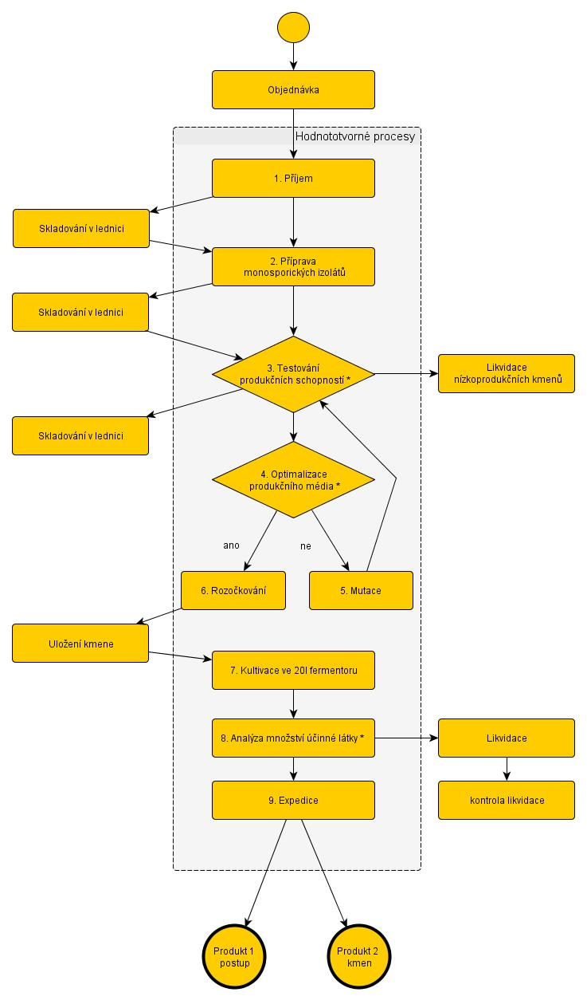 Objednávka
Hodnototvorné procesy
1. Příjem
Skladování v lednici
2. Příprava
monosporických izolátů
Skladování v lednici
3. Testování
produkčních schopností *
Likvidace
nízkoprodukčních kmenů
Skladování v lednici
4. Optimalizace
produkčního média *
ano
ne
6. Rozočkování
5. Mutace
Uložení kmene
7. Kultivace ve 20l fermentoru
8. Analýza množství účinné látky *
Likvidace
9. Expedice
kontrola likvidace
Produkt 1
postup
Produkt 2
kmen